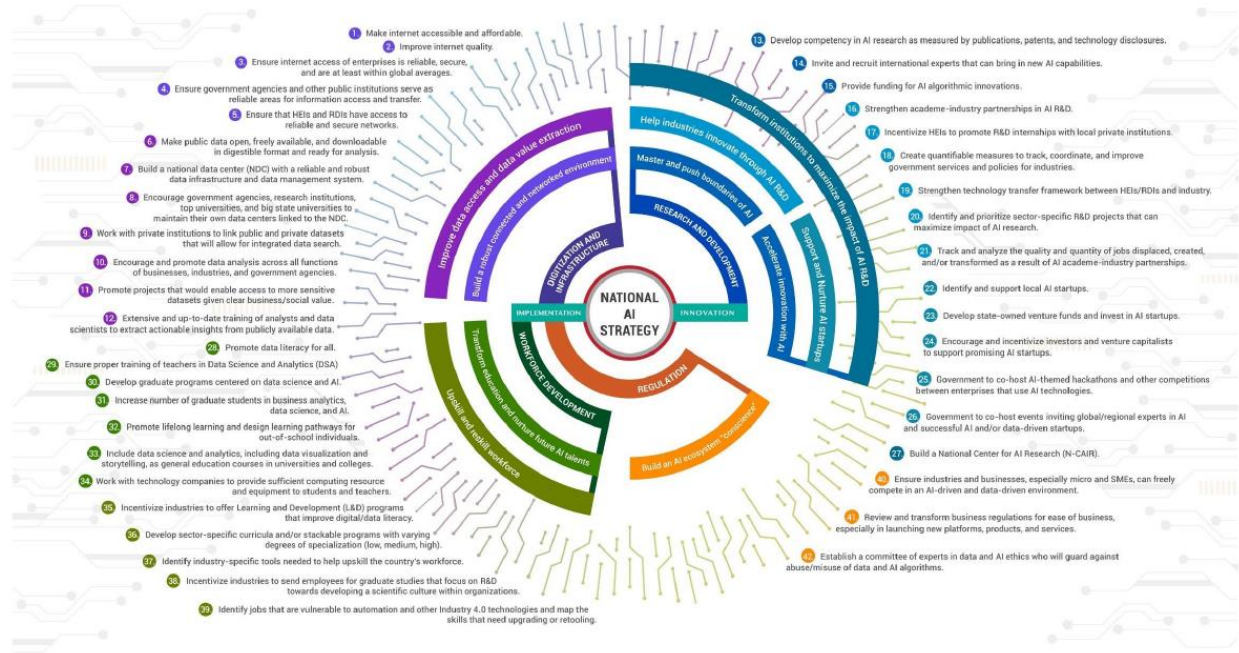 1. Make internet accessible and affordable.
2. Improve internet quality.
3. Ensure internet access of enterprises is reliable, secure,
and are at least within global averages.
4. Ensure government agencies and other public institutions serve as
reliable areas for information access and transfer.
5. Ensure that HEIs and RDIs have access to
reliable and secure networks.
6. Make public data open, freely available, and downloadable
in digestible format and ready for analysis.
7. Build a national data center (NDC) with a reliable and robust
data infrastructure and data management system.
8. Encourage government agencies, research institutions,
top universities, and big state universities to
maintain their own data centers linked to the NDC.
9. Work with private institutions to link public and private datasets
that will allow for integrated data search.
10. Encourage and promote data analysis across all functions
of businesses, industries, and government agencies.
11. Promote projects that would enable access to more sensitive
datasets given clear business/social value.
12. Extensive and up-to-date training of analysts and data
scientists to extract actionable insights from publicly available data.
28. Promote data literacy for all.
29. Ensure proper training of teachers in Data Science and Analytics (DSA)
30. Develop graduate programs centered on data science and AI.
31. Increase number of graduate students in business analytics,
data science, and AI.
32. Promote lifelong learning and design learning pathways for
out-of-school individuals.
33. Include data science and analytics, including data visualization and
storytelling, as general education courses in universities and colleges.
34. Work with technology companies to provide sufficient computing resource
and equipment to students and teachers.
35. Incentivize industries to offer Learning and Development (L&D) programs
that improve digital/data literacy.
36. Develop sector-specific curricula and/or stackable programs with varying
degrees of specialization (low, medium, high).
37. Identify industry-specific tools needed to help upskill the country's workforce.
38. Incentivize industries to send employees for graduate studies that focus on R&D
towards developing a scientific culture within organizations.
39. Identify jobs that are vulnerable to automation and other Industry 4.0 technologies and map the
skills that need upgrading or retooling.
Improve data access and data value extraction
Build a robust connected and networked environment
DIGITIZATION AND
INFRASTRUCTURE
Transform institutions to maximize the impact of AI R&D
Help industries innovate through AI R&D
Master and push boundaries of AI
RESEARCH AND DEVELOPMENT
Accelerate innovation with AI
Support and Nurture AI startups
IMPLEMENTATION
NATIONAL
AI
STRATEGY
INNOVATION
WORKFORCE DEVELOPMENT
Transform education and nurture future AI talents
Upskill and reskill workforce
REGULATION
Build an AI ecosystem "conscience"
13. Develop competency in AI research as measured by publications, patents, and technology disclosures.
14. Invite and recruit international experts that can bring in new AI capabilities.
15. Provide funding for AI algorithmic innovations.
16. Strengthen academe-industry partnerships in AI R&D.
17. Incentivize HEIs to promote R&D internships with local private institutions.
18. Create quantifiable measures to track, coordinate, and improve
government services and policies for industries.
19. Strengthen technology transfer framework between HEIs/RDIs and industry.
20. Identify and prioritize sector-specific R&D projects that can
maximize impact of AI research.
21. Track and analyze the quality and quantity of jobs displaced, created,
and/or transformed as a result of AI academe-industry partnerships.
22. Identify and support local AI startups.
23. Develop state-owned venture funds and invest in AI startups.
24. Encourage and incentivize investors and venture capitalists
to support promising AI startups.
25. Government to co-host AI-themed hackathons and other competitions
between enterprises that use AI technologies.
26. Government to co-host events inviting global/regional experts in AI
and successful AI and/or data-driven startups.
27. Build a National Center for AI Research (N-CAIR).
40. Ensure industries and businesses, especially micro and SMEs, can freely
compete in an AI-driven and data-driven environment.
41. Review and transform business regulations for ease of business,
especially in launching new platforms, products, and services.
42. Establish a committee of experts in data and AI ethics who will guard against
abuse/misuse of data and AI algorithms.